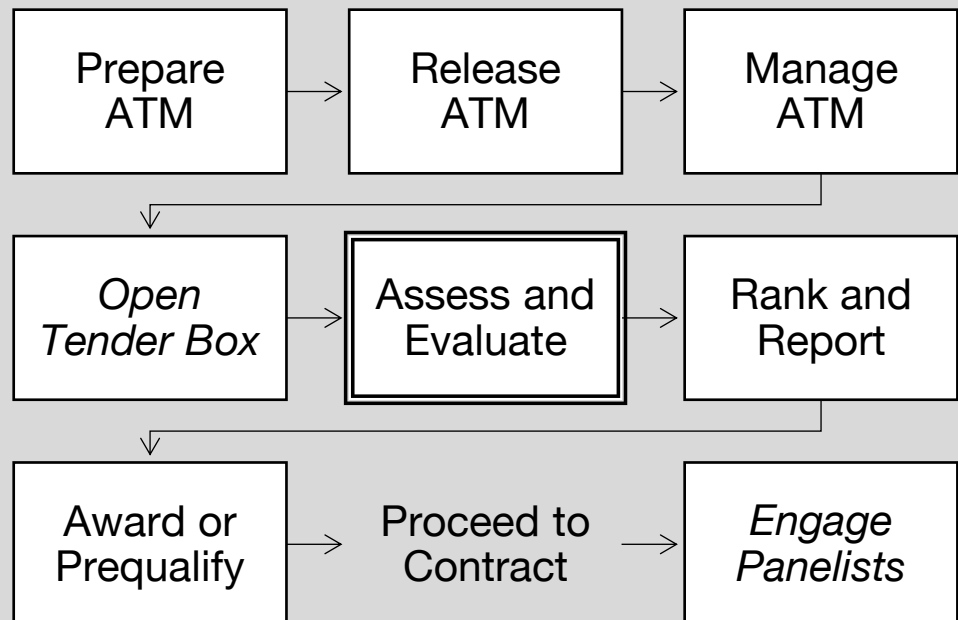 Prepare
ATM
Release
ATM
Manage
ATM
Open
Tender Box
Assess and
Evaluate
Rank and
Report
Award or
Prequalify
Proceed to
Contract
Engage
Panelists